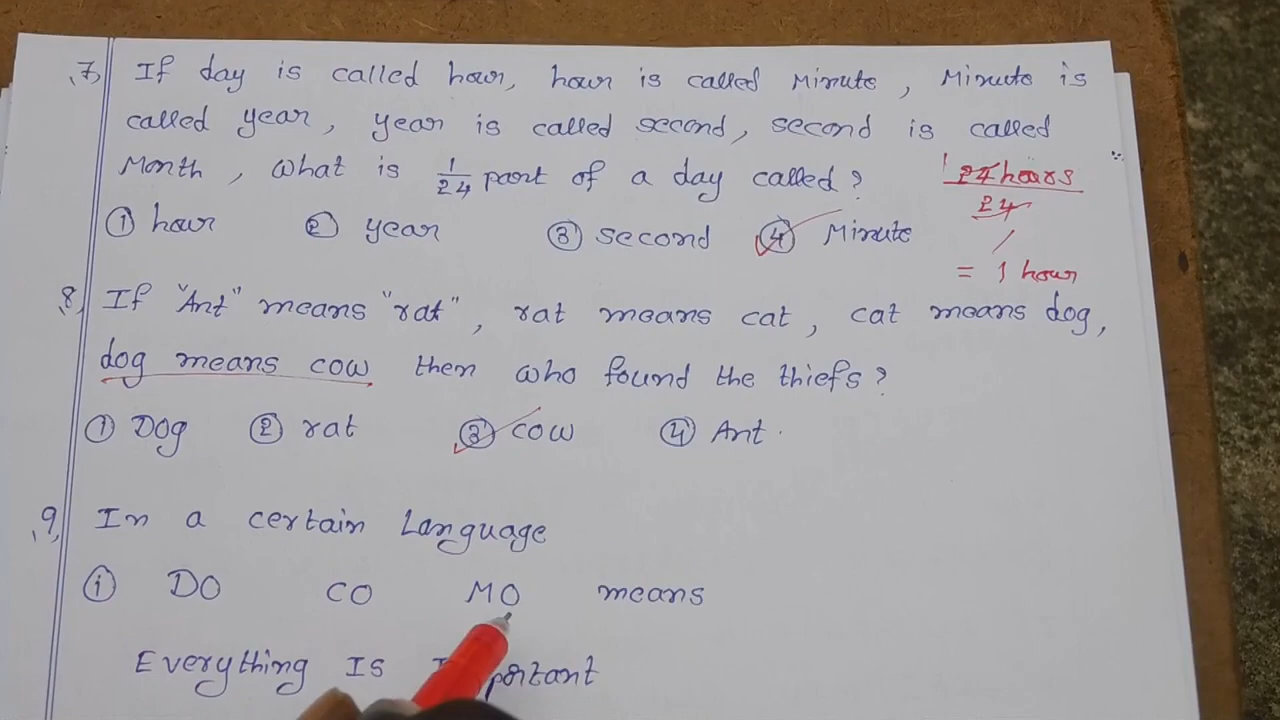 7) If day is called hour, hour is called Minute, Minute is
called year, year is called second, second is called
Month, what is 1/24 part of a day called?
1 24 hours
24
① hour ② year ③ second ④ Minute
= 1 hour
8) If "Ant" means "rat", rat means cat, cat means dog,
dog means cow then who found the thiefs?
① Dog ② rat ③ cow ④ Ant.
9) In a certain Language
① DO CO MO means
Everything Is